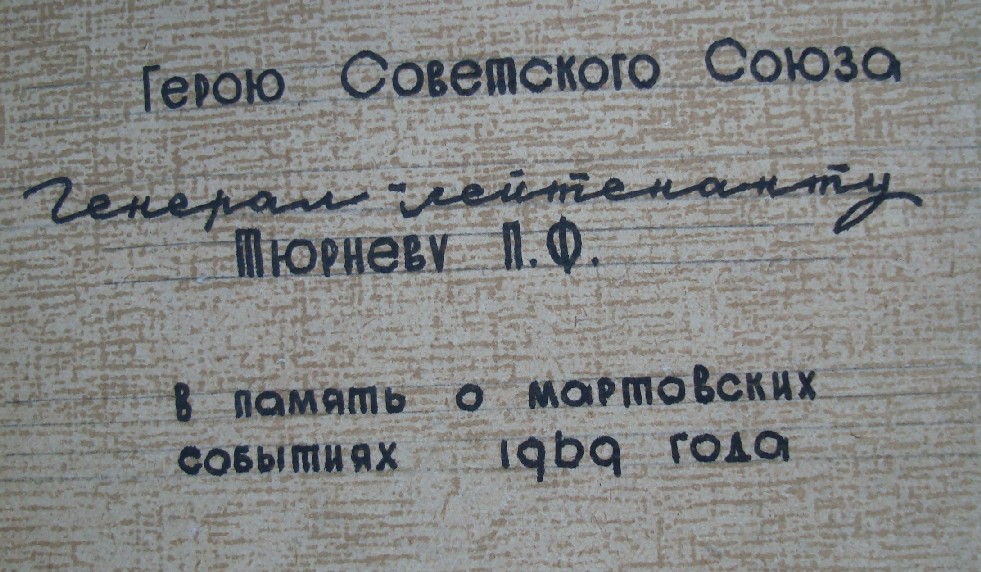 Герою Советского Союза
Генерал-лейтенанту
Тюрневу П.Ф.
в память о мартовских
событиях 1969 года